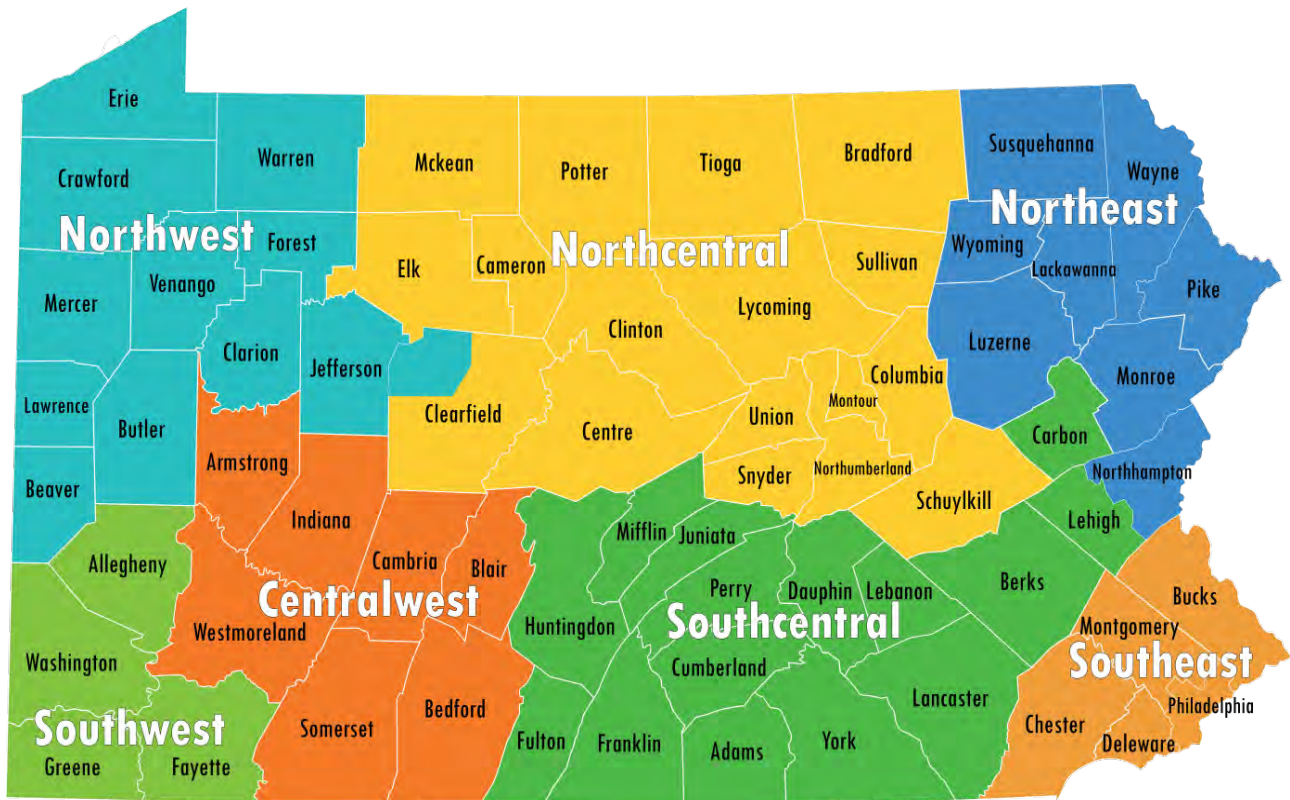 Erie
Warren
Mckean
Potter
Tioga
Bradford
Susquehanna
Wayne
Crawford
Northwest
Forest
Northcentral
Northeast
Elk
Cameron
Sullivan
Wyoming
Lackawanna
Pike
Mercer
Venango
Clinton
Lycoming
Luzerne
Clarion
Jefferson
Columbia
Monroe
Lawrence
Butler
Clearfield
Centre
Union
Montour
Carbon
Beaver
Armstrong
Snyder
Northumberland
Northhampton
Indiana
Schuylkill
Lehigh
Allegheny
Cambria
Blair
Mifflin
Juniata
Perry
Dauphin
Lebanon
Berks
Bucks
Centralwest
Westmoreland
Huntingdon
Southcentral
Montgomery
Washington
Cumberland
Southeast
Southwest
Somerset
Bedford
Lancaster
Philadelphia
Greene
Fayette
Fulton
Franklin
Adams
York
Chester
Deleware